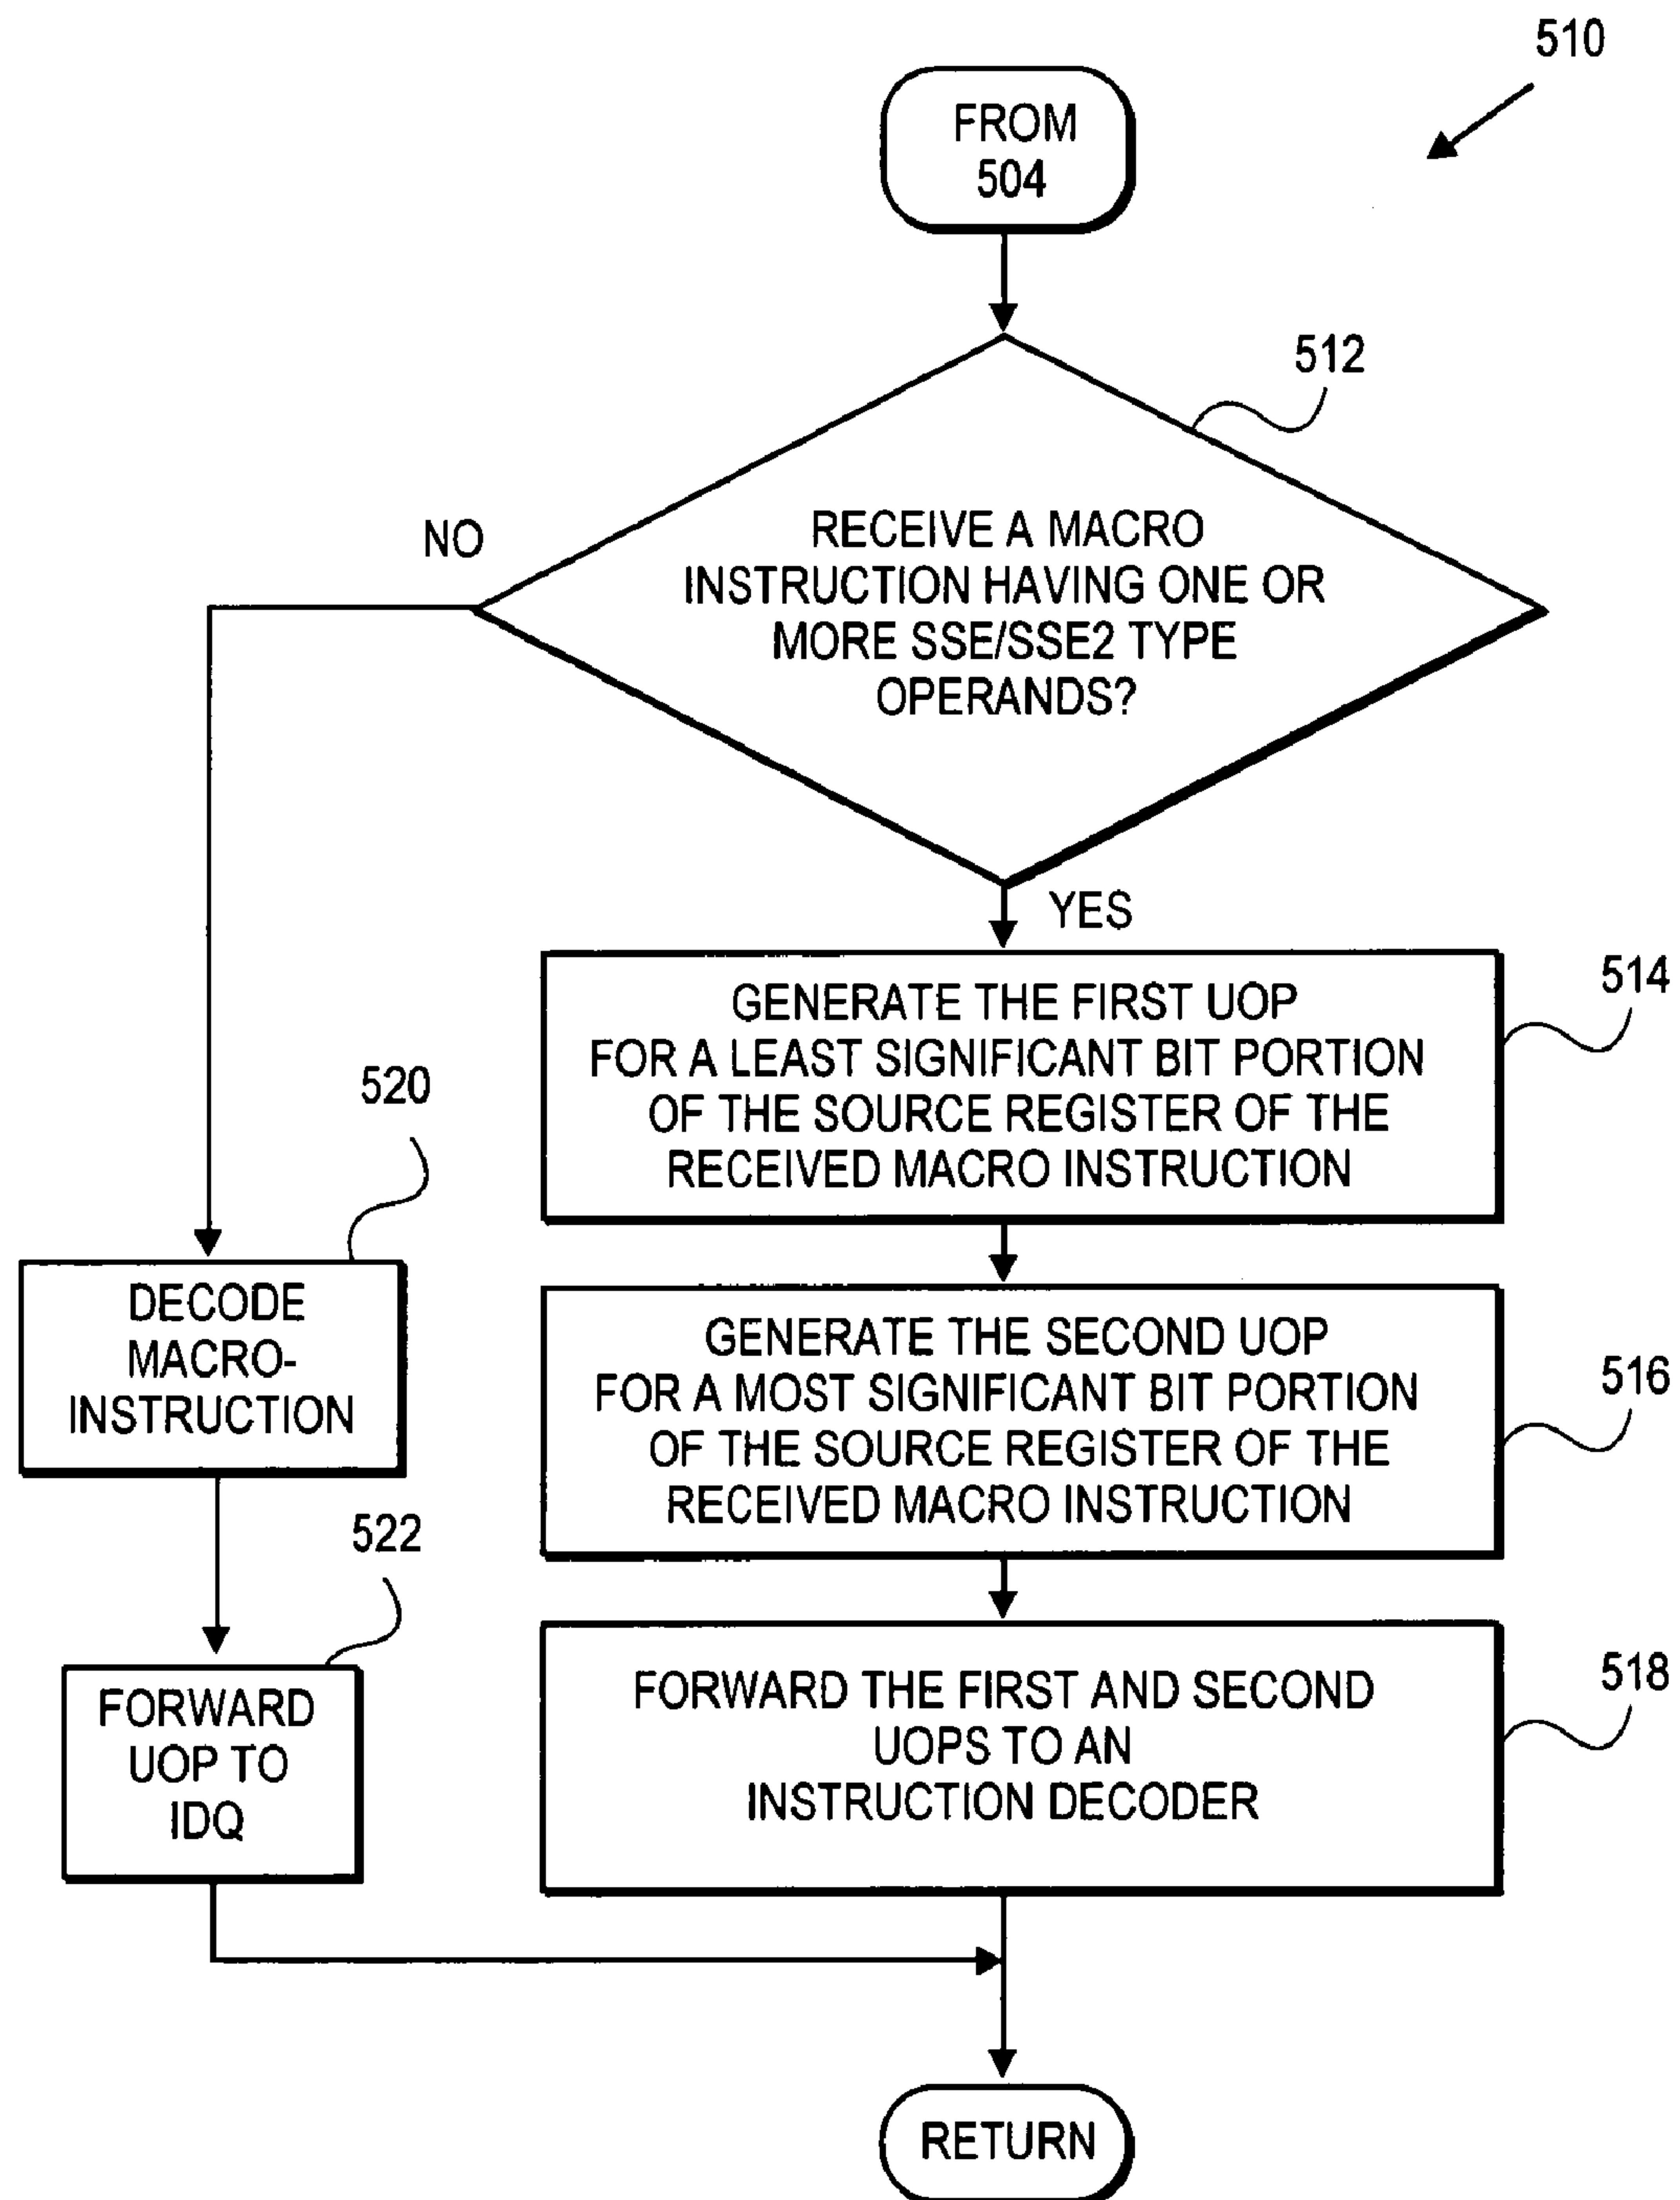 510
FROM
504
512
RECEIVE A MACRO
INSTRUCTION HAVING ONE OR
MORE SSE/SSE2 TYPE
OPERANDS?
NO
YES
514
GENERATE THE FIRST UOP
FOR A LEAST SIGNIFICANT BIT PORTION
OF THE SOURCE REGISTER OF THE
RECEIVED MACRO INSTRUCTION
520
DECODE
MACRO-
INSTRUCTION
516
GENERATE THE SECOND UOP
FOR A MOST SIGNIFICANT BIT PORTION
OF THE SOURCE REGISTER OF THE
RECEIVED MACRO INSTRUCTION
522
FORWARD
UOP TO
IDQ
518
FORWARD THE FIRST AND SECOND
UOPS TO AN
INSTRUCTION DECODER
RETURN